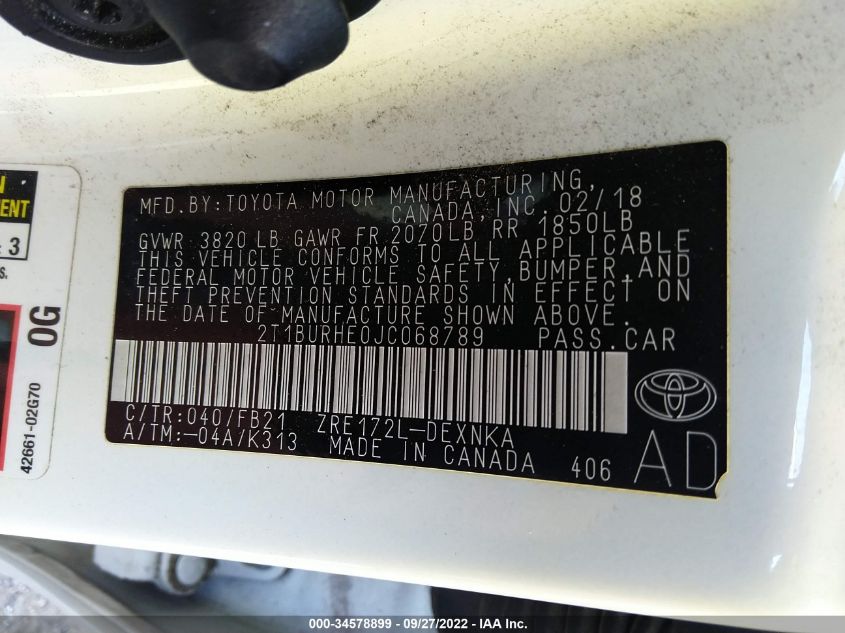 MFD.BY:TOYOTA MOTOR MANUFACTURING,
CANADA,INC. 02/18
GVWR 3820 LB GAWR FR 2070LB RR 1850LB
THIS VEHICLE CONFORMS TO ALL APPLICABLE
FEDERAL MOTOR VEHICLE SAFETY,BUMPER,AND
THEFT PREVENTION STANDARDS IN EFFECT ON
THE DATE OF MANUFACTURE SHOWN ABOVE.
2T1BURHE0JC068789 PASS.CAR
C/TR:040/FB21 ZRE172L-DEXNKA
A/TM:-04A/K313 MADE IN CANADA 406 AD
3
0G
42661-02G70
000-34578899 - 09/27/2022 - IAA Inc.